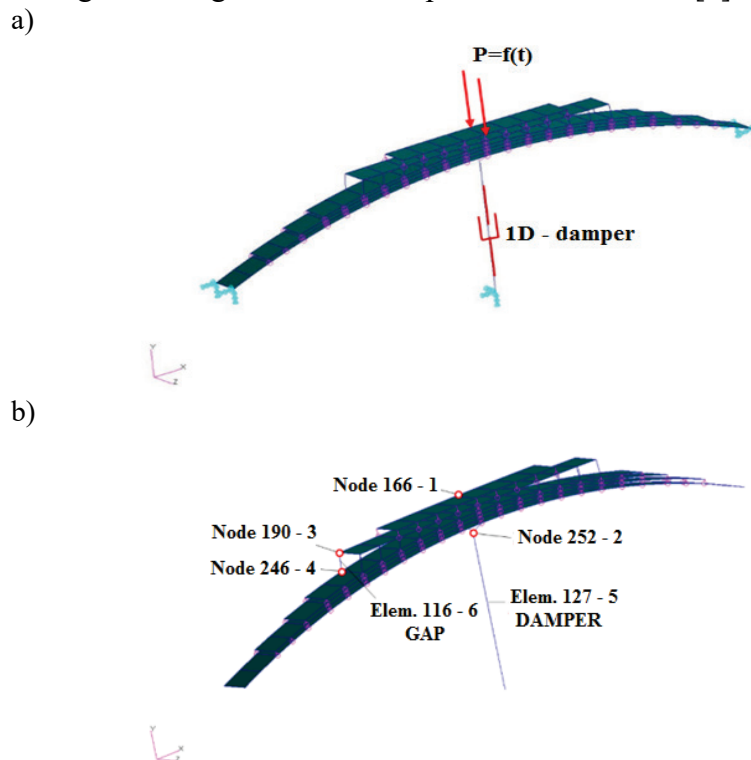 a)
P=f(t)
1D - damper
Y
X
Z
b)
Node 166 - 1
Node 190 - 3
Node 252 - 2
Node 246 - 4
Elem. 116 - 6
GAP
Elem. 127 - 5
DAMPER
Y
X
Z